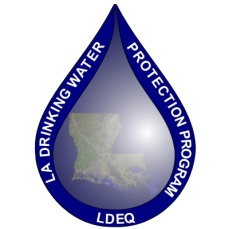 LA DRINKING WATER
PROTECTION PROGRAM
LDEQ